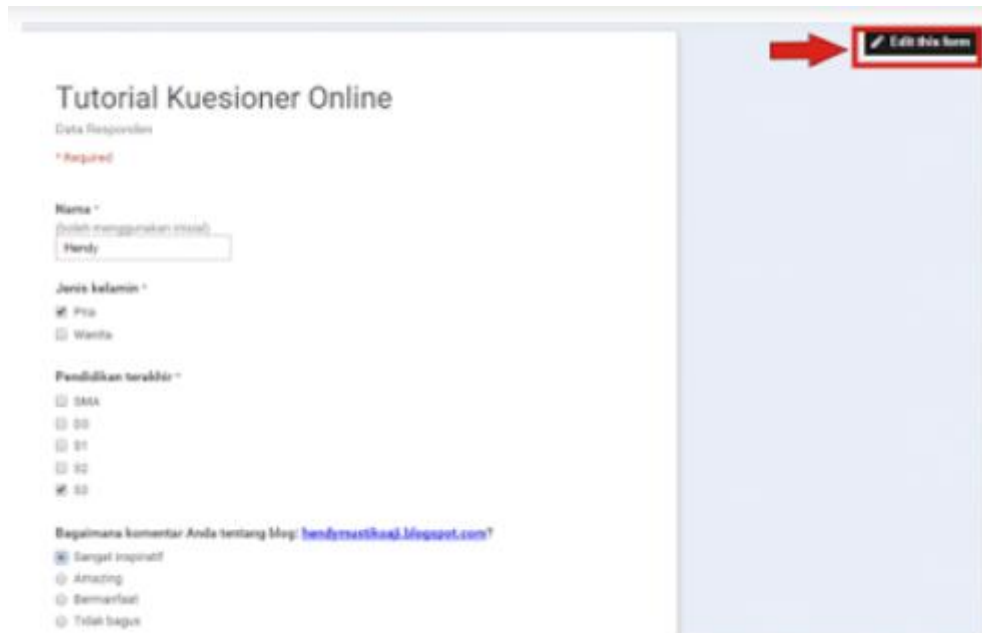 Edit this form
Tutorial Kuesioner Online
Data Responden
* Required
Nama *
(boleh menggunakan inisial)
Hendy
Jenis kelamin *
Pria
Wanita
Pendidikan terakhir *
SMA
D3
S1
S2
S3
Bagaimana komentar Anda tentang blog: hendymustikoaji.blogspot.com?
Sangat inspiratif
Amazing
Bermanfaat
Tidak bagus